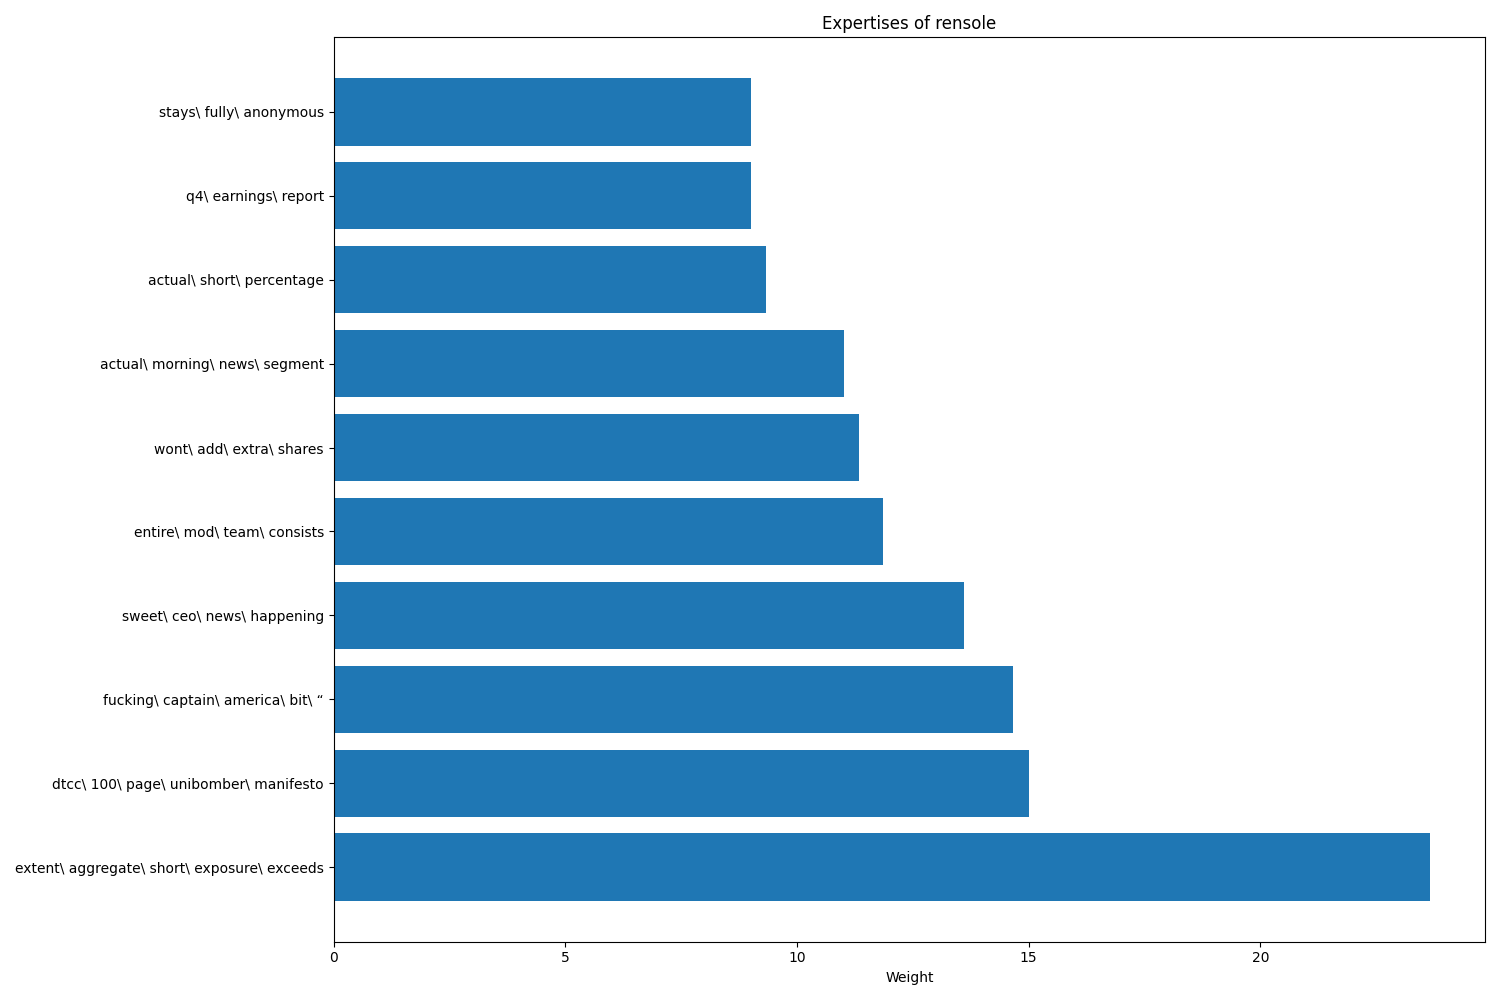 Expertises of rensole
stays\ fully\ anonymous
q4\ earnings\ report
actual\ short\ percentage
actual\ morning\ news\ segment
wont\ add\ extra\ shares
entire\ mod\ team\ consists
sweet\ ceo\ news\ happening
fucking\ captain\ america\ bit\ “
dtcc\ 100\ page\ unibomber\ manifesto
extent\ aggregate\ short\ exposure\ exceeds
0 5 10 15 20
Weight